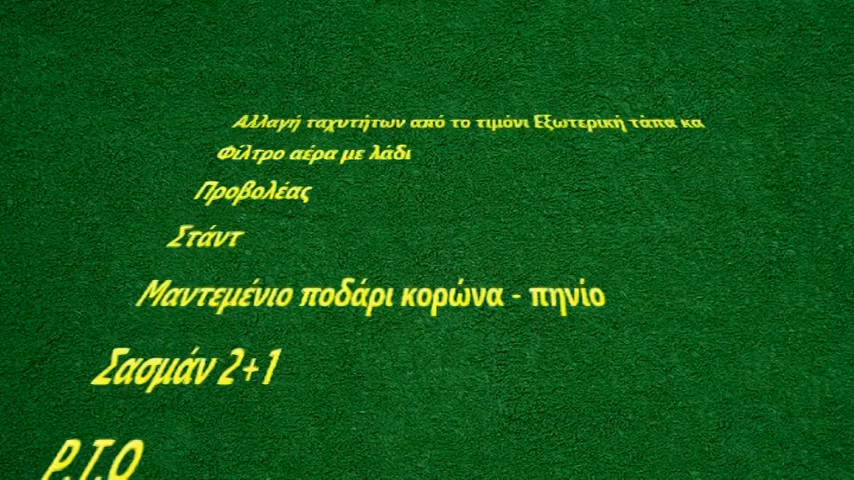 Αλλαγή ταχυτήτων από το τιμόνι Εξωτερική τάπα κα
Φίλτρο αέρα με λάδι
Προβολέας
Στάντ
Μαντεμένιο ποδάρι κορώνα - πηνίο
Σασμάν 2+1
P.T.O